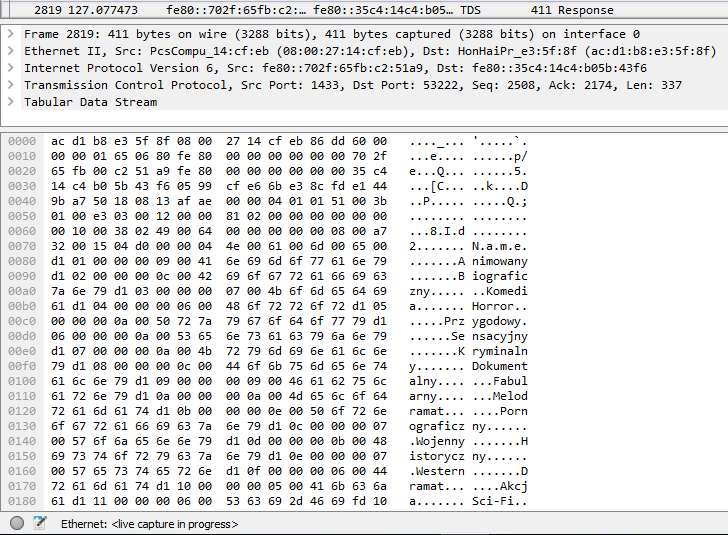 2819 127.077473 fe80::702f:65fb:c2:… fe80::35c4:14c4:b05… TDS 411 Response
Frame 2819: 411 bytes on wire (3288 bits), 411 bytes captured (3288 bits) on interface 0
Ethernet II, Src: PcsCompu_14:cf:eb (08:00:27:14:cf:eb), Dst: HonHaiPr_e3:5f:8f (ac:d1:b8:e3:5f:8f)
Internet Protocol Version 6, Src: fe80::702f:65fb:c2:51a9, Dst: fe80::35c4:14c4:b05b:43f6
Transmission Control Protocol, Src Port: 1433, Dst Port: 53222, Seq: 2508, Ack: 2174, Len: 337
Tabular Data Stream
0000 ac d1 b8 e3 5f 8f 08 00 27 14 cf eb 86 dd 60 00 ...._... '.....`.
0010 00 00 01 65 06 80 fe 80 00 00 00 00 00 00 70 2f ...e.... ......p/
0020 65 fb 00 c2 51 a9 fe 80 00 00 00 00 00 00 35 c4 e...Q... ......5.
0030 14 c4 b0 5b 43 f6 05 99 cf e6 6b e3 8c fd e1 44 ...[C... ..k....D
0040 9b a7 50 18 08 13 af ae 00 00 04 01 01 51 00 3b ..P..... .....Q.;
0050 01 00 e3 03 00 12 00 00 81 02 00 00 00 00 00 00 ........ ........
0060 00 10 00 38 02 49 00 64 00 00 00 00 00 08 00 a7 ...8.I.d ........
0070 32 00 15 04 d0 00 00 04 4e 00 61 00 6d 00 65 00 2....... N.a.m.e.
0080 d1 01 00 00 00 09 00 41 6e 69 6d 6f 77 61 6e 79 .......A nimowany
0090 d1 02 00 00 00 0c 00 42 69 6f 67 72 61 66 69 63 .......B iografic
00a0 7a 6e 79 d1 03 00 00 00 07 00 4b 6f 6d 65 64 69 zny..... ..Komedi
00b0 61 d1 04 00 00 00 06 00 48 6f 72 72 6f 72 d1 05 a....... Horror..
00c0 00 00 00 0a 00 50 72 7a 79 67 6f 64 6f 77 79 d1 .....Prz ygodowy.
00d0 06 00 00 00 0a 00 53 65 6e 73 61 63 79 6a 6e 79 ......Se nsacyjny
00e0 d1 07 00 00 00 0a 00 4b 72 79 6d 69 6e 61 6c 6e .......K ryminaln
00f0 79 d1 08 00 00 00 0c 00 44 6f 6b 75 6d 65 6e 74 y....... Dokument
0100 61 6c 6e 79 d1 09 00 00 00 09 00 46 61 62 75 6c alny.... ...Fabul
0110 61 72 6e 79 d1 0a 00 00 00 0a 00 4d 65 6c 6f 64 arny.... ...Melod
0120 72 61 6d 61 74 d1 0b 00 00 00 0e 00 50 6f 72 6e ramat... ....Porn
0130 6f 67 72 61 66 69 63 7a 6e 79 d1 0c 00 00 00 07 ograficz ny......
0140 00 57 6f 6a 65 6e 6e 79 d1 0d 00 00 00 0b 00 48 .Wojenny .......H
0150 69 73 74 6f 72 79 63 7a 6e 79 d1 0e 00 00 00 07 istorycz ny......
0160 00 57 65 73 74 65 72 6e d1 0f 00 00 00 06 00 44 .Western .......D
0170 72 61 6d 61 74 d1 10 00 00 00 05 00 41 6b 63 6a ramat... ....Akcj
0180 61 d1 11 00 00 00 06 00 53 63 69 2d 46 69 fd 10 a....... Sci-Fi..
Ethernet: <live capture in progress>